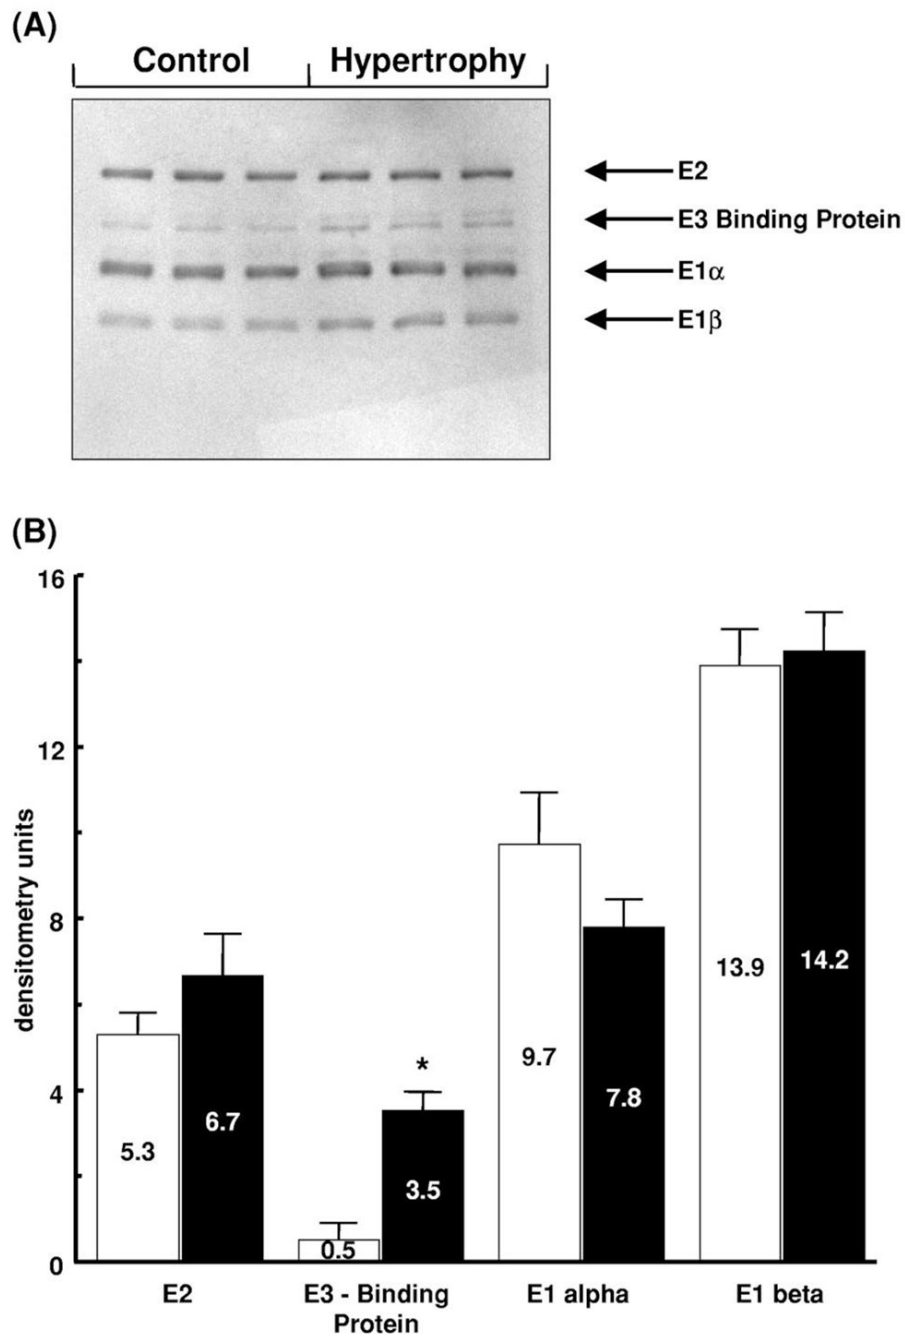 (A)
Control Hypertrophy
E2
E3 Binding Protein
E1α
E1β
(B)
16
12
8
4
0
densitometry units
5.3
6.7
0.5
3.5
*
9.7
7.8
13.9
14.2
E2
E3 - Binding
Protein
E1 alpha
E1 beta